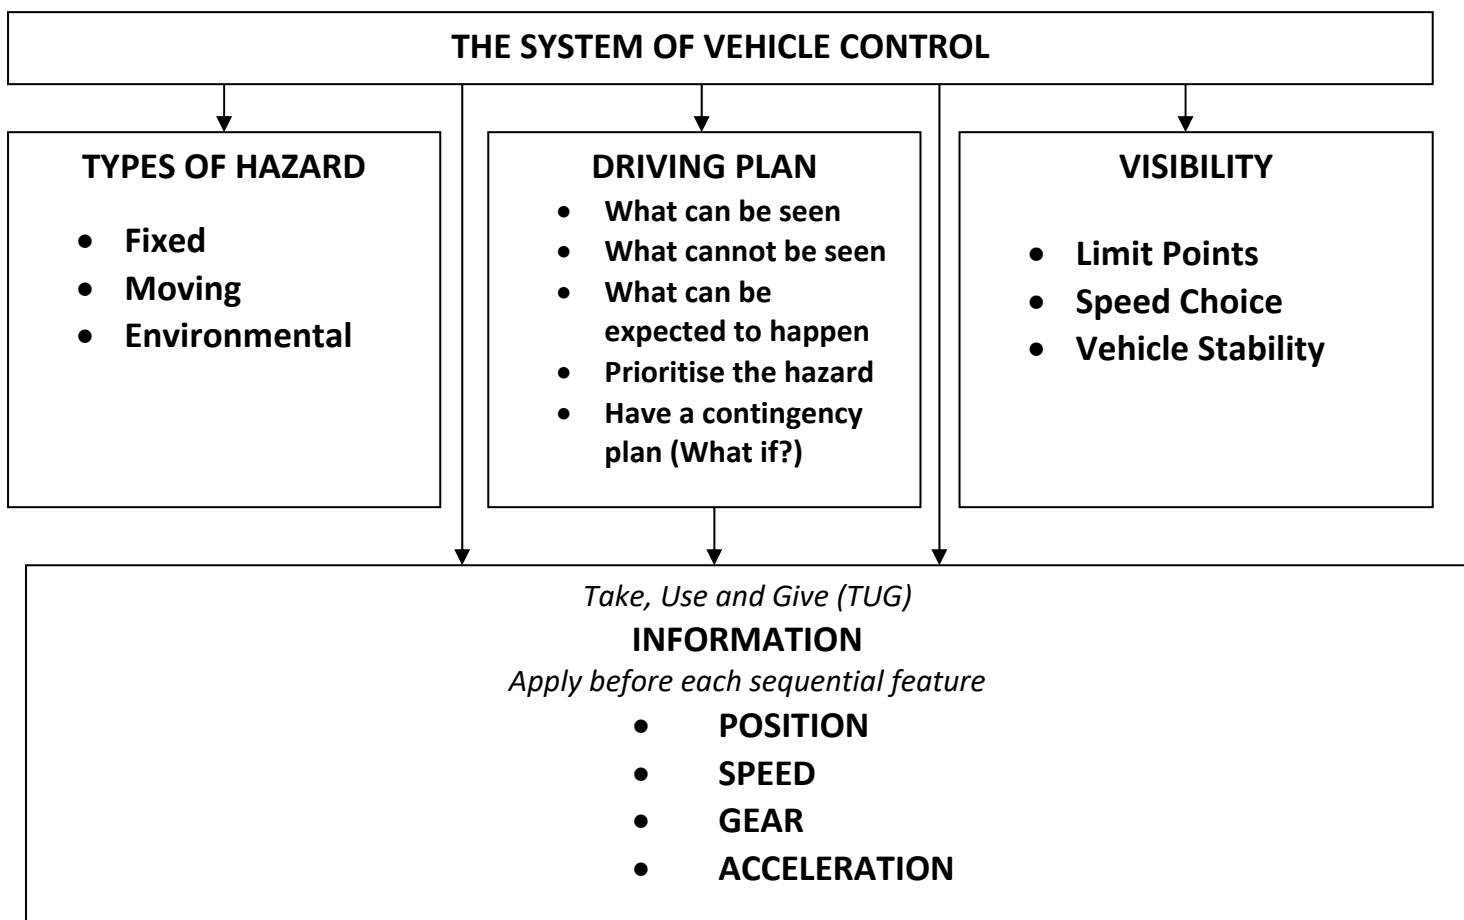 THE SYSTEM OF VEHICLE CONTROL
TYPES OF HAZARD
• Fixed
• Moving
• Environmental
DRIVING PLAN
• What can be seen
• What cannot be seen
• What can be
expected to happen
• Prioritise the hazard
• Have a contingency
plan (What if?)
VISIBILITY
• Limit Points
• Speed Choice
• Vehicle Stability
Take, Use and Give (TUG)
INFORMATION
Apply before each sequential feature
• POSITION
• SPEED
• GEAR
• ACCELERATION